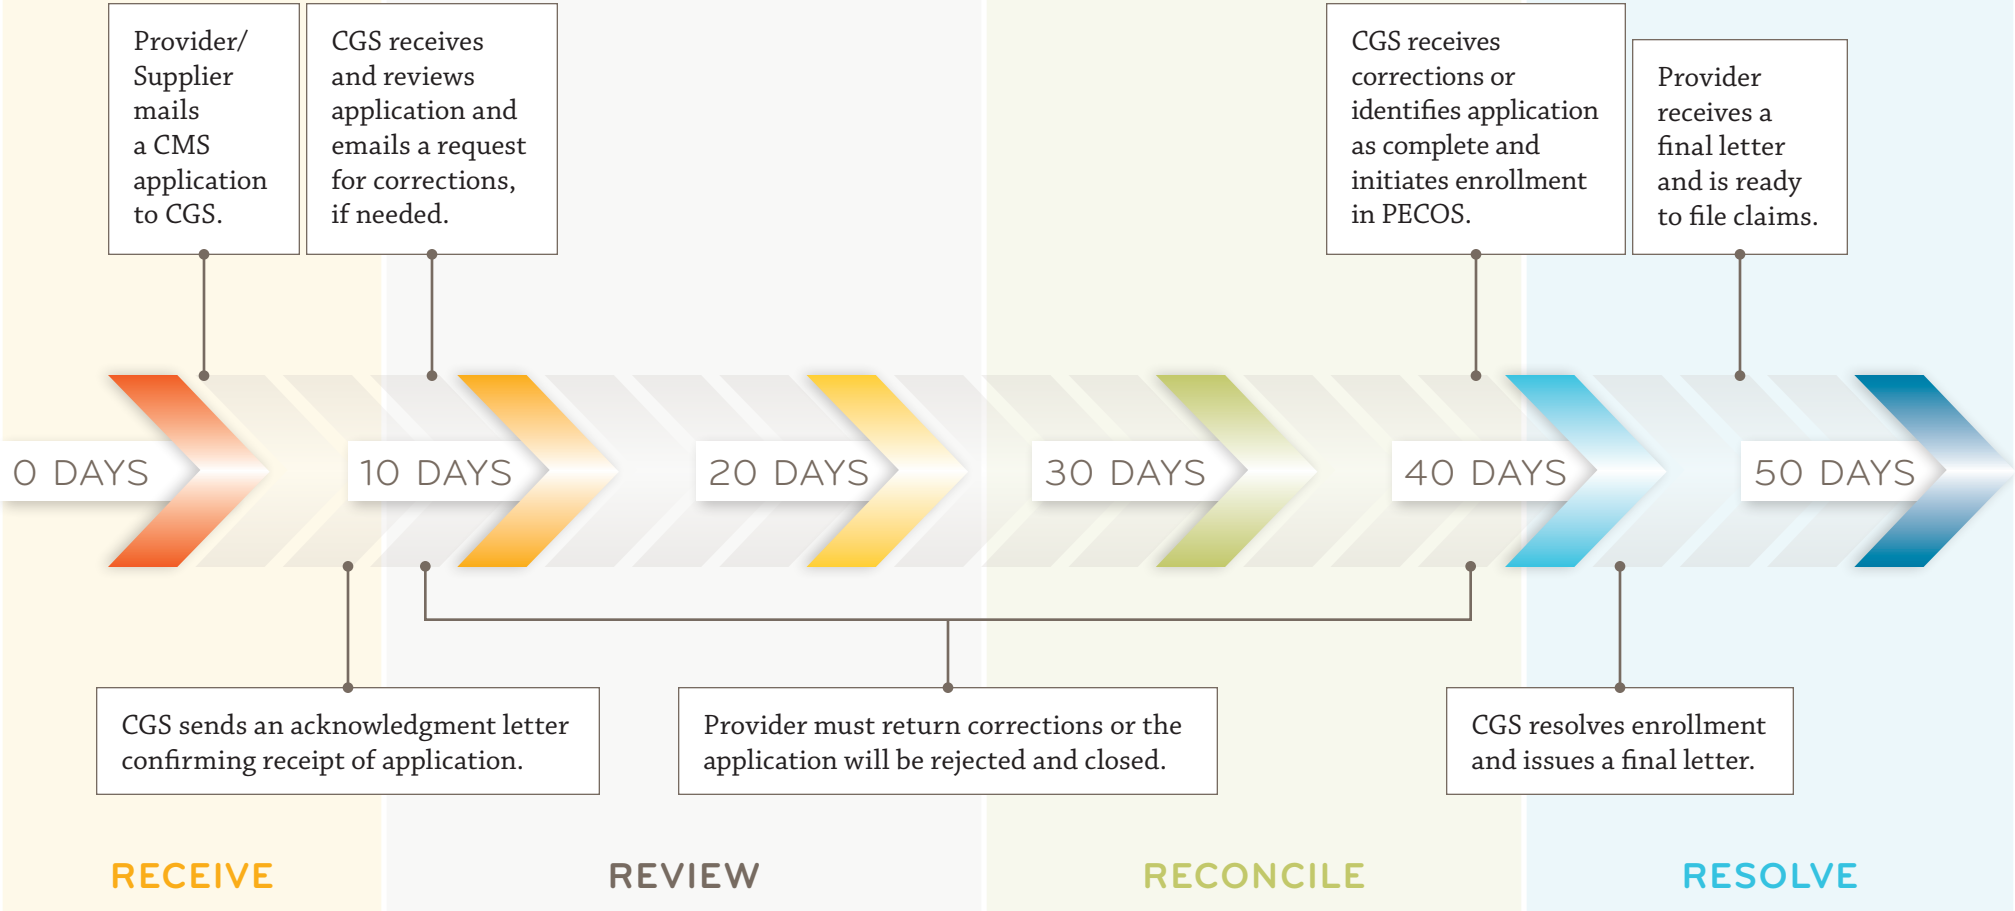 Provider/
Supplier
mails
a CMS
application
to CGS.
CGS receives
and reviews
application and
emails a request
for corrections,
if needed.
CGS receives
corrections or
identifies application
as complete and
initiates enrollment
in PECOS.
Provider
receives a
final letter
and is ready
to file claims.
0 DAYS
10 DAYS
20 DAYS
30 DAYS
40 DAYS
50 DAYS
CGS sends an acknowledgment letter
confirming receipt of application.
Provider must return corrections or the
application will be rejected and closed.
CGS resolves enrollment
and issues a final letter.
RECEIVE
REVIEW
RECONCILE
RESOLVE